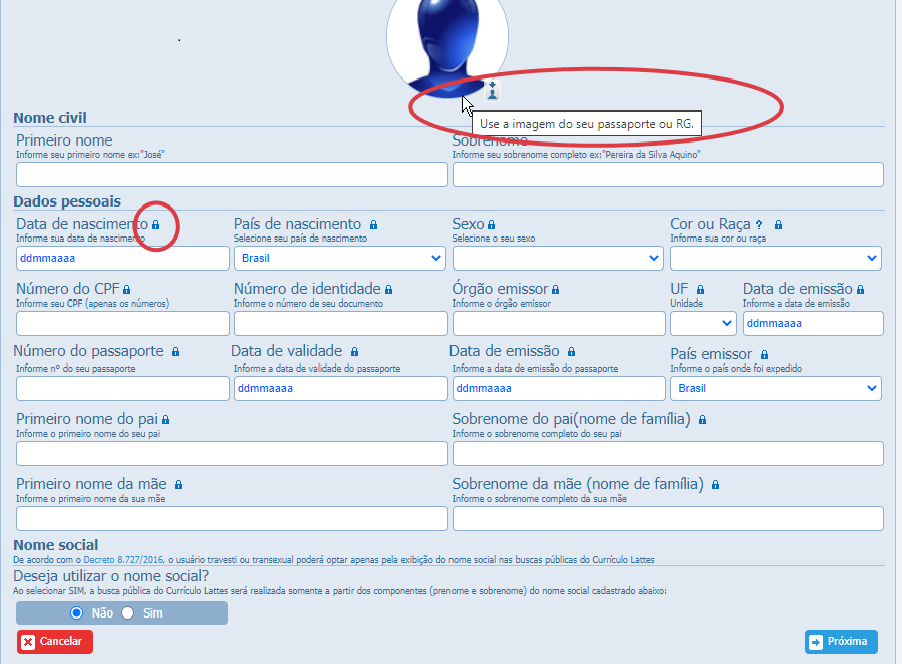 Use a imagem do seu passaporte ou RG.
Nome civil
Primeiro nome
Sobrenome
Informe seu primeiro nome ex:"José"
Informe seu sobrenome completo ex:"Pereira da Silva Aquino"
Dados pessoais
Data de nascimento País de nascimento Sexo Cor ou Raça ?
Informe sua data de nascimento Selecione seu país de nascimento Selecione o seu sexo Informe sua cor ou raça
ddmmaaaa Brasil
Número do CPF Número de identidade Órgão emissor UF Data de emissão
Informe seu CPF (apenas os números) Informe o número de seu documento Informe o órgão emissor Unidade Informe a data de emissão
ddmmaaaa
Número do passaporte Data de validade Data de emissão País emissor
Informe nº do seu passaporte Informe a data de validade do passaporte Informe a data de emissão do passaporte Informe o país onde foi expedido
ddmmaaaa ddmmaaaa Brasil
Primeiro nome do pai Sobrenome do pai(nome de família)
Informe o primeiro nome do seu pai Informe o sobrenome completo do seu pai
Primeiro nome da mãe Sobrenome da mãe (nome de família)
Informe o primeiro nome da sua mãe Informe o sobrenome completo da sua mãe
Nome social
De acordo com o Decreto 8.727/2016, o usuário travesti ou transexual poderá optar apenas pela exibição do nome social nas buscas públicas do Currículo Lattes
Deseja utilizar o nome social?
Ao selecionar SIM, a busca pública do Currículo Lattes será realizada somente a partir dos componentes (prenome e sobrenome) do nome social cadastrado abaixo:
Não Sim
Cancelar Próxima